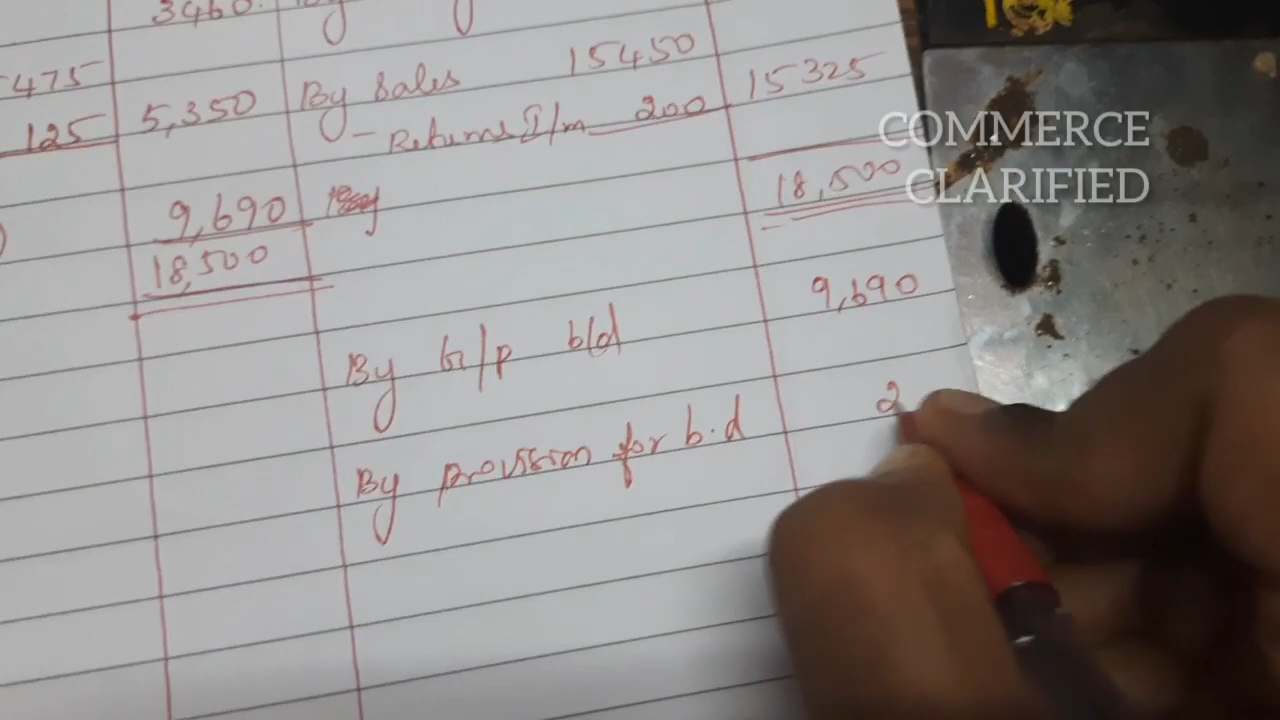 3460.
475 By Sales 15450
125 5,350 - Returns I/m 200 15325
9,690 18,500
18,500
9,690
By G/P b/d
By provision for b.d 2
COMMERCE
CLARIFIED